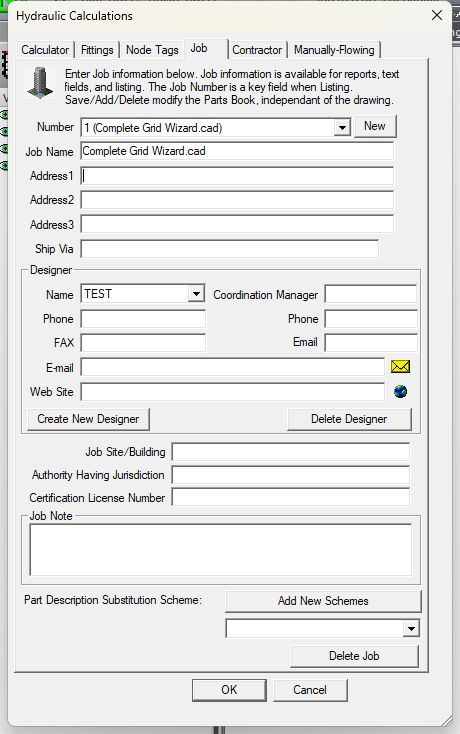 Hydraulic Calculations
Calculator Fittings Node Tags Job Contractor Manually-Flowing
Enter Job information below. Job information is available for reports, text
fields, and listing. The Job Number is a key field when Listing.
Save/Add/Delete modify the Parts Book, independant of the drawing.
Number 1 (Complete Grid Wizard.cad) New
Job Name Complete Grid Wizard.cad
Address1
Address2
Address3
Ship Via
Designer
Name TEST Coordination Manager
Phone Phone
FAX Email
E-mail
Web Site
Create New Designer Delete Designer
Job Site/Building
Authority Having Jurisdiction
Certification License Number
Job Note
Part Description Substitution Scheme: Add New Schemes
Delete Job
OK Cancel